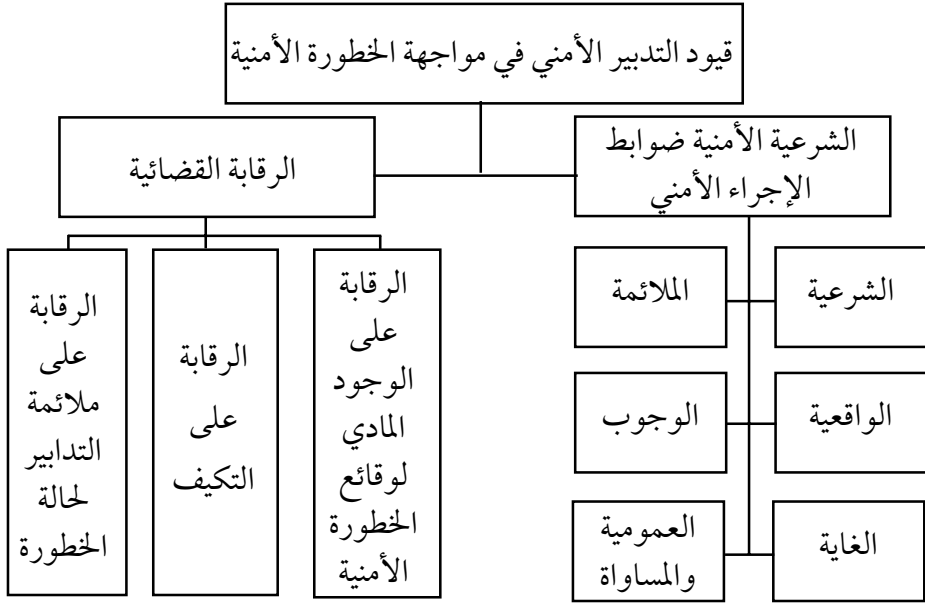 قيود التدبير الأمني في مواجهة الخطورة الأمنية
الشرعية الأمنية ضوابط
الإجراء الأمني
الرقابة القضائية
الشرعية
الملائمة
الواقعية
الوجوب
الغاية
العمومية
والمساواة
الرقابة
على
الوجود
المادي
لوقائع
الخطورة
الأمنية
الرقابة
على
التكيف
الرقابة
على
ملائمة
التدابير
لحالة
الخطورة